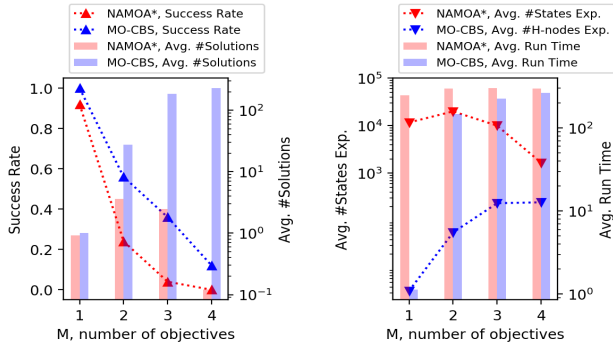 NAMOA*, Success Rate
MO-CBS, Success Rate
NAMOA*, Avg. #Solutions
MO-CBS, Avg. #Solutions
1.0
0.8
0.6
0.4
0.2
0.0
Success Rate
10²
10¹
10⁰
10⁻¹
Avg. #Solutions
1 2 3 4
M, number of objectives
NAMOA*, Avg. #States Exp.
MO-CBS, Avg. #H-nodes Exp.
NAMOA*, Avg. Run Time
MO-CBS, Avg. Run Time
10⁵
10⁴
10³
Avg. #States Exp.
10²
10¹
10⁰
Avg. Run Time
1 2 3 4
M, number of objectives